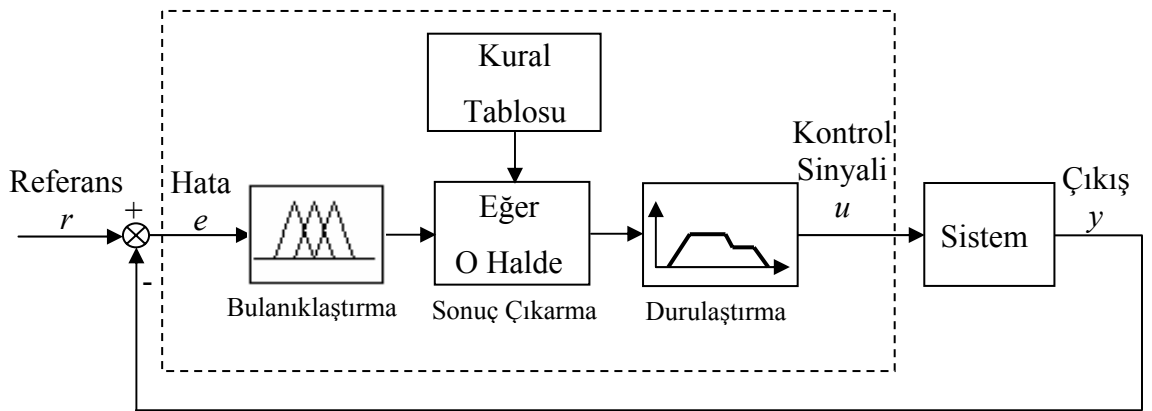 Kural
Tablosu
Kontrol
Sinyali
u
Referans
r
+
-
Hata
e
Eğer
O Halde
Sistem
Çıkış
y
Bulanıklaştırma
Sonuç Çıkarma
Durulaştırma